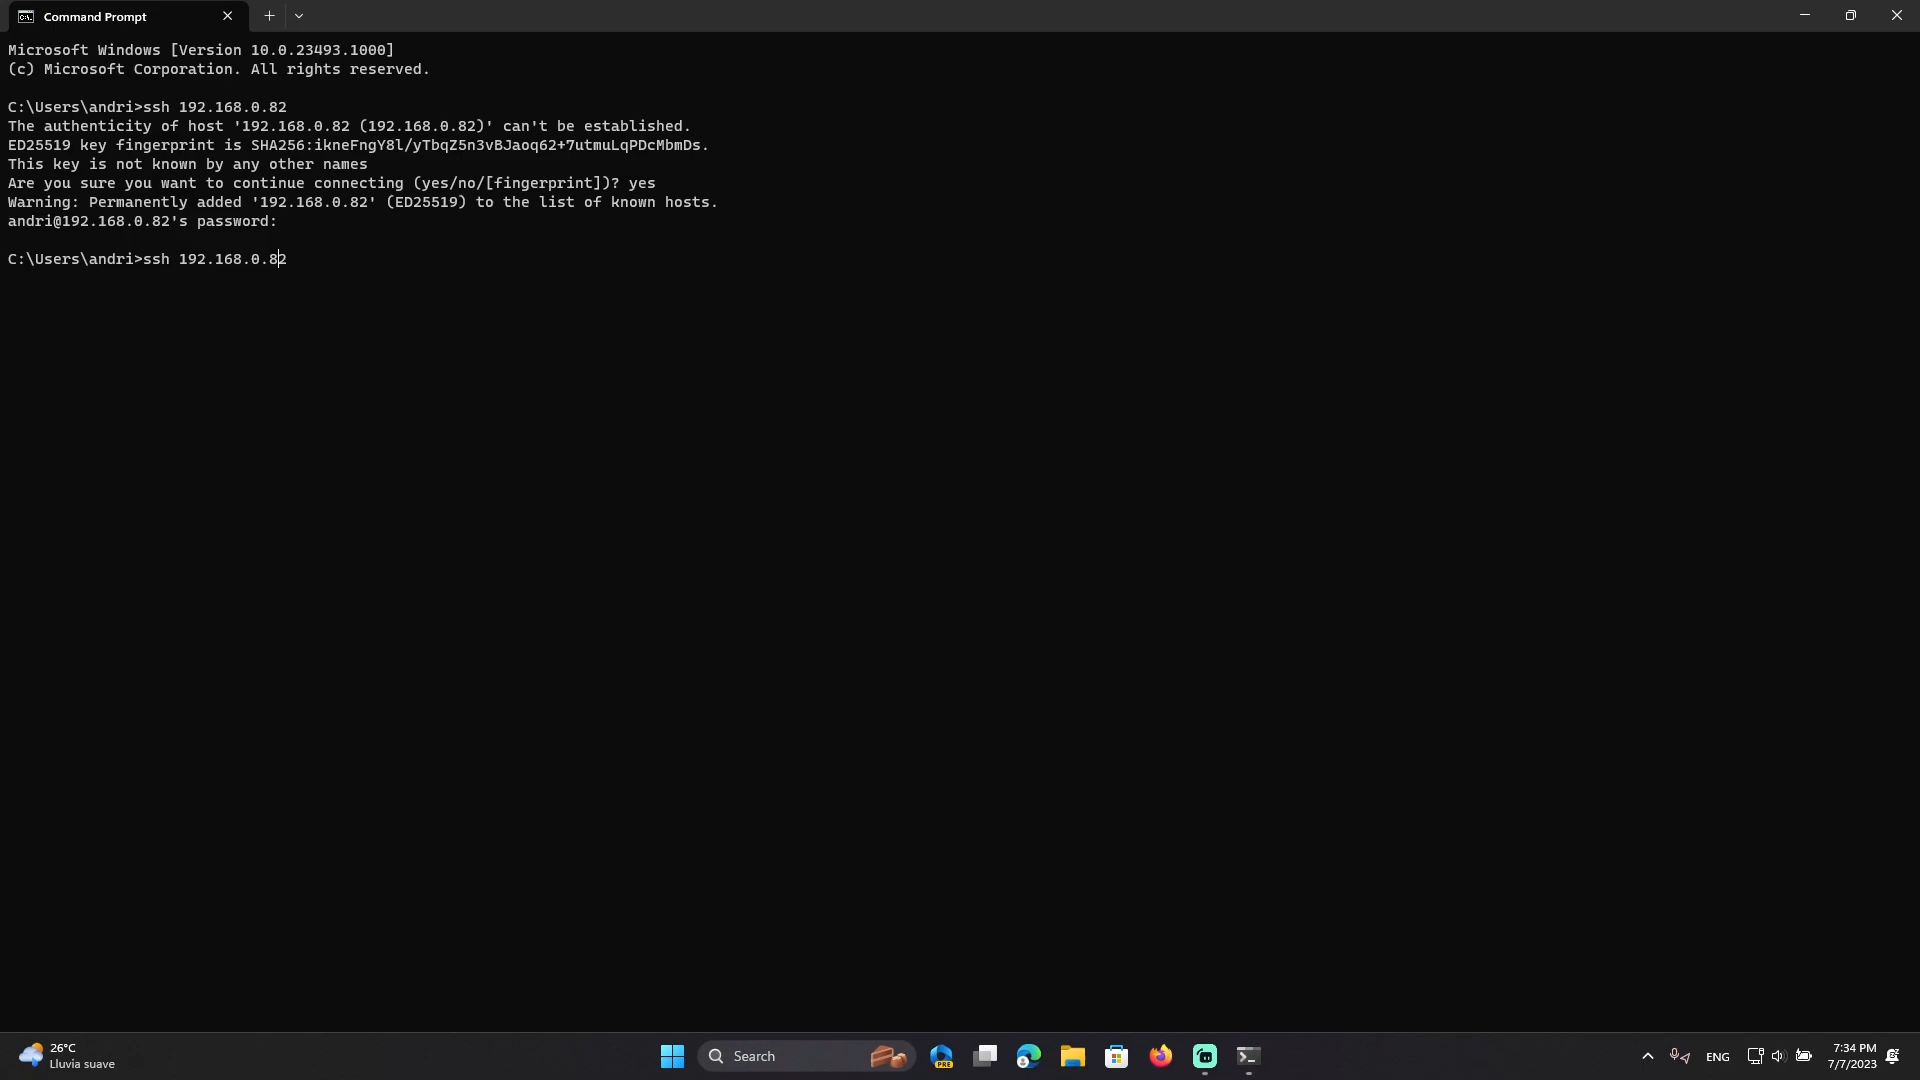 Command Prompt
Microsoft Windows [Version 10.0.23493.1000]
(c) Microsoft Corporation. All rights reserved.
C:\Users\andri>ssh 192.168.0.82
The authenticity of host '192.168.0.82 (192.168.0.82)' can't be established.
ED25519 key fingerprint is SHA256:ikneFngY8l/yTbqZ5n3vBJaoq62+7utmuLqPDcMbmDs.
This key is not known by any other names
Are you sure you want to continue connecting (yes/no/[fingerprint])? yes
Warning: Permanently added '192.168.0.82' (ED25519) to the list of known hosts.
andri@192.168.0.82's password:
C:\Users\andri>ssh 192.168.0.82
26°C
Lluvia suave
Search
PRE
ENG
7:34 PM
7/7/2023